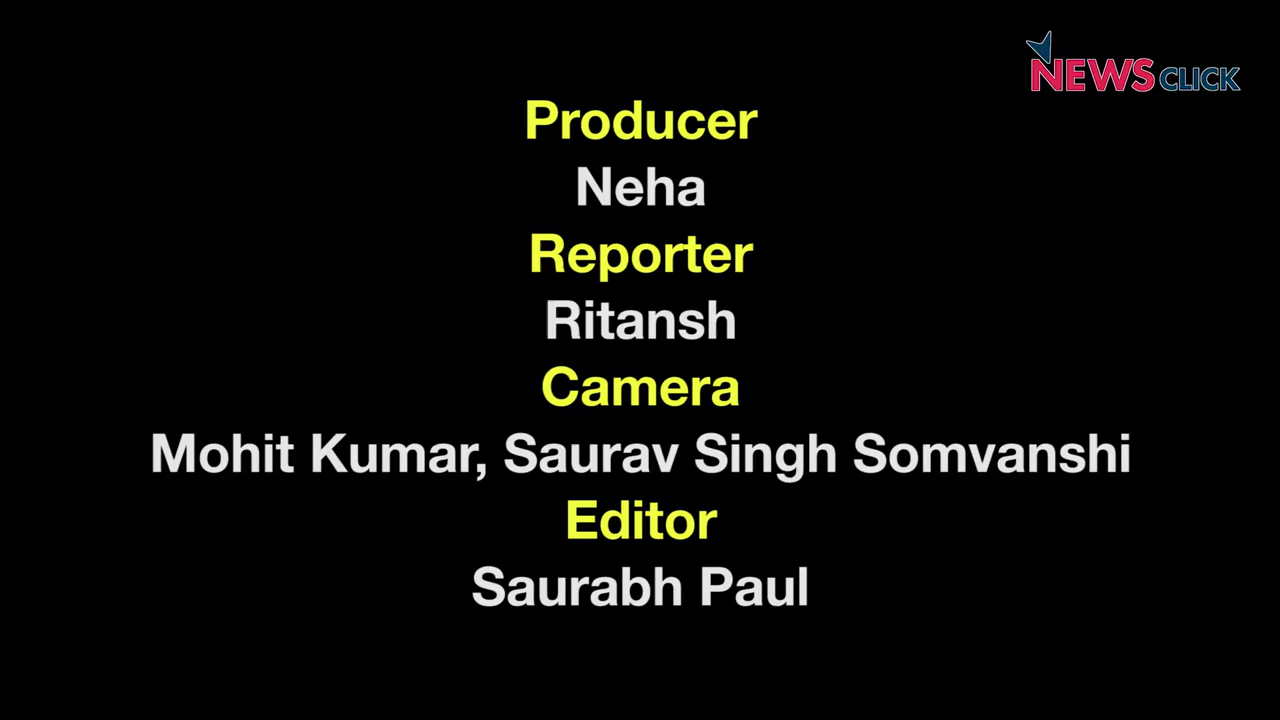 NEWSCLICK
Producer
Neha
Reporter
Ritansh
Camera
Mohit Kumar, Saurav Singh Somvanshi
Editor
Saurabh Paul